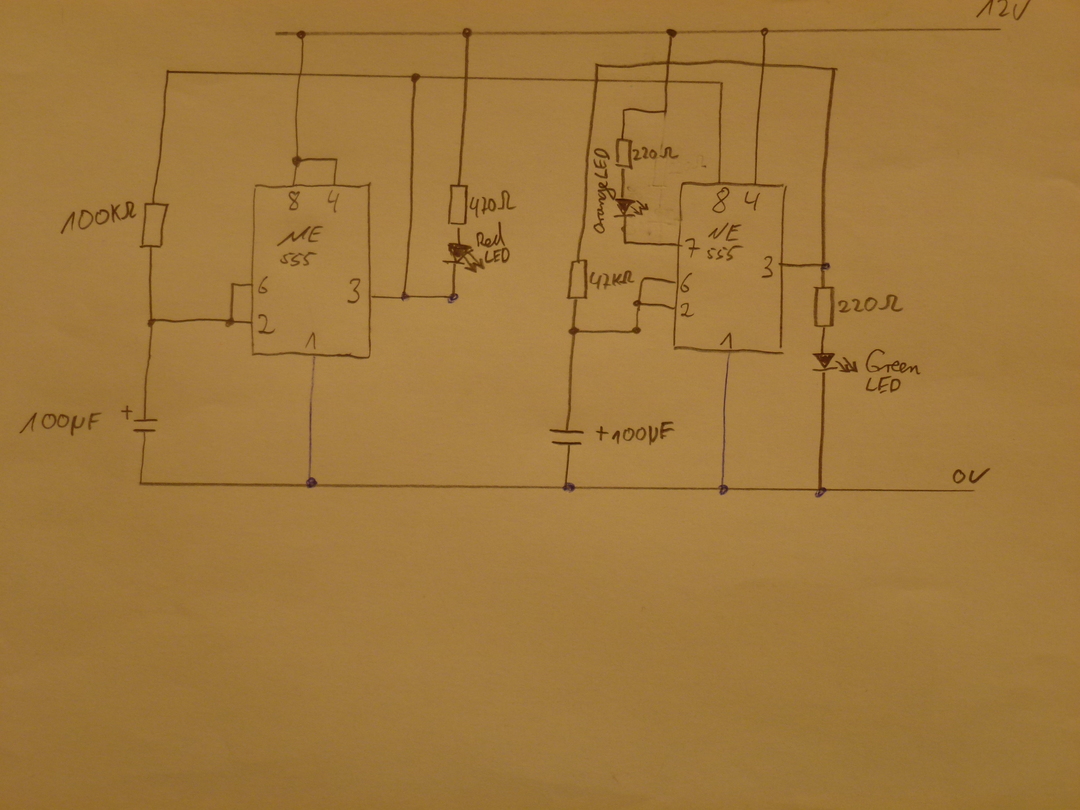 12V
100KΩ
8 4
NE
555
6
2
3
1
100µF +
470Ω
Red
LED
Orange LED
220Ω
8 4
NE
7 555
6
2
3
1
47KΩ
+100µF
220Ω
Green
LED
0V